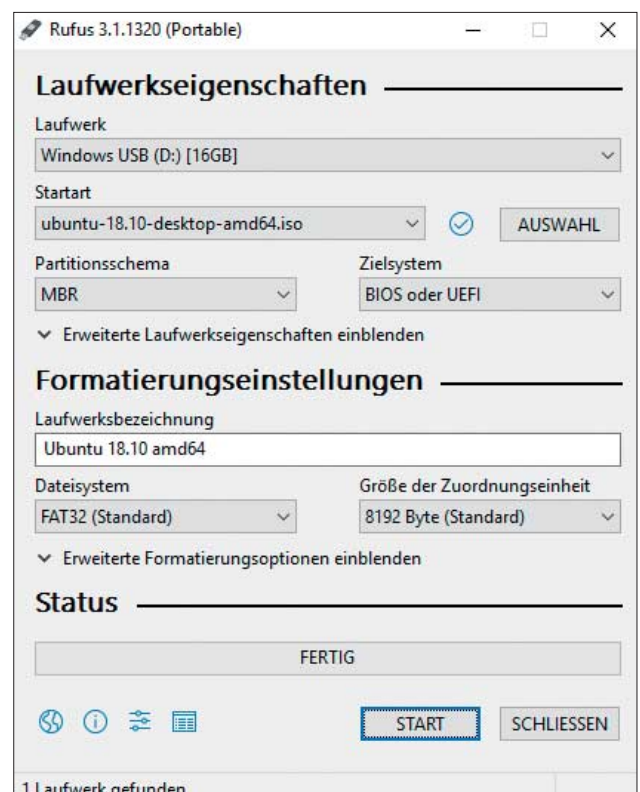 Rufus 3.1.1320 (Portable)
Laufwerkseigenschaften
Laufwerk
Windows USB (D:) [16GB]
Startart
ubuntu-18.10-desktop-amd64.iso AUSWAHL
Partitionsschema Zielsystem
MBR BIOS oder UEFI
Erweiterte Laufwerkseigenschaften einblenden
Formatierungseinstellungen
Laufwerksbezeichnung
Ubuntu 18.10 amd64
Dateisystem Größe der Zuordnungseinheit
FAT32 (Standard) 8192 Byte (Standard)
Erweiterte Formatierungsoptionen einblenden
Status
FERTIG
START SCHLIESSEN
1 Laufwerk gefunden